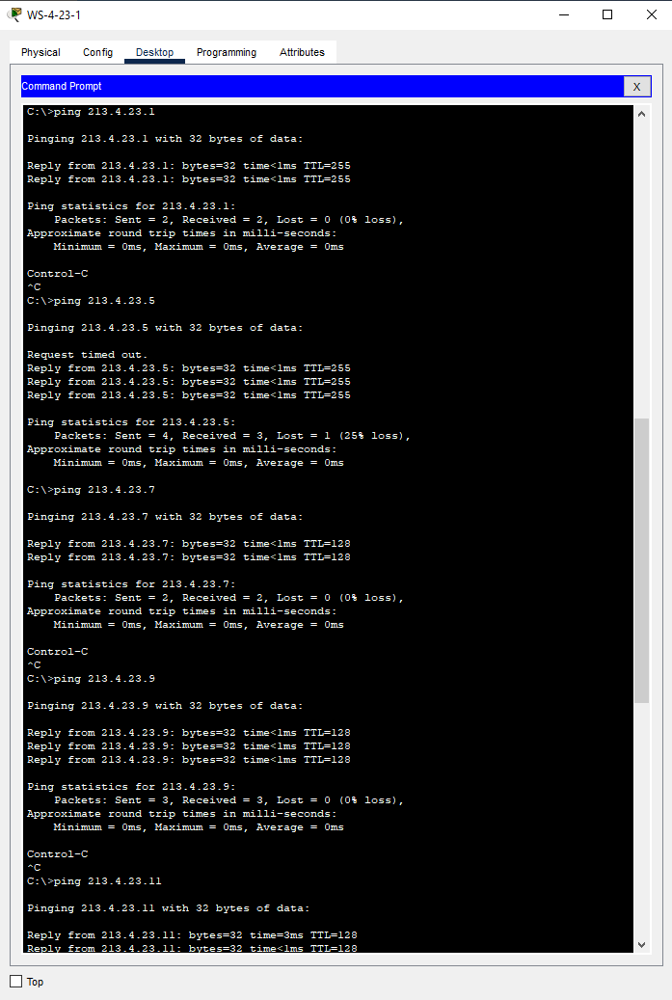 WS-4-23-1
Physical Config Desktop Programming Attributes
Command Prompt X
C:\>ping 213.4.23.1
Pinging 213.4.23.1 with 32 bytes of data:
Reply from 213.4.23.1: bytes=32 time<1ms TTL=255
Reply from 213.4.23.1: bytes=32 time<1ms TTL=255
Ping statistics for 213.4.23.1:
Packets: Sent = 2, Received = 2, Lost = 0 (0% loss),
Approximate round trip times in milli-seconds:
Minimum = 0ms, Maximum = 0ms, Average = 0ms
Control-C
^C
C:\>ping 213.4.23.5
Pinging 213.4.23.5 with 32 bytes of data:
Request timed out.
Reply from 213.4.23.5: bytes=32 time<1ms TTL=255
Reply from 213.4.23.5: bytes=32 time<1ms TTL=255
Reply from 213.4.23.5: bytes=32 time<1ms TTL=255
Ping statistics for 213.4.23.5:
Packets: Sent = 4, Received = 3, Lost = 1 (25% loss),
Approximate round trip times in milli-seconds:
Minimum = 0ms, Maximum = 0ms, Average = 0ms
C:\>ping 213.4.23.7
Pinging 213.4.23.7 with 32 bytes of data:
Reply from 213.4.23.7: bytes=32 time<1ms TTL=128
Reply from 213.4.23.7: bytes=32 time<1ms TTL=128
Ping statistics for 213.4.23.7:
Packets: Sent = 2, Received = 2, Lost = 0 (0% loss),
Approximate round trip times in milli-seconds:
Minimum = 0ms, Maximum = 0ms, Average = 0ms
Control-C
^C
C:\>ping 213.4.23.9
Pinging 213.4.23.9 with 32 bytes of data:
Reply from 213.4.23.9: bytes=32 time<1ms TTL=128
Reply from 213.4.23.9: bytes=32 time<1ms TTL=128
Reply from 213.4.23.9: bytes=32 time<1ms TTL=128
Ping statistics for 213.4.23.9:
Packets: Sent = 3, Received = 3, Lost = 0 (0% loss),
Approximate round trip times in milli-seconds:
Minimum = 0ms, Maximum = 0ms, Average = 0ms
Control-C
^C
C:\>ping 213.4.23.11
Pinging 213.4.23.11 with 32 bytes of data:
Reply from 213.4.23.11: bytes=32 time=3ms TTL=128
Reply from 213.4.23.11: bytes=32 time<1ms TTL=128
Top